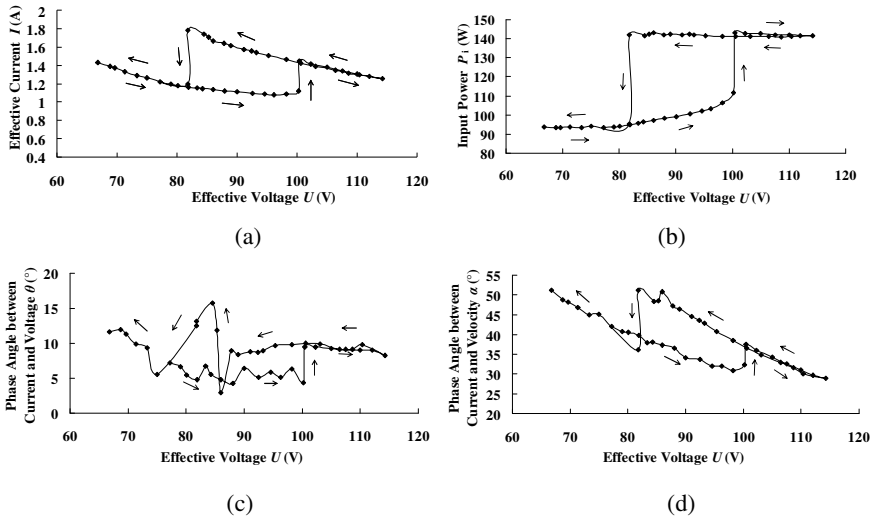 Effective Current I (A)
2
1.8
1.6
1.4
1.2
1
0.8
0.6
0.4
60 70 80 90 100 110 120
Effective Voltage U (V)
(a)
Input Power Pi (W)
150
140
130
120
110
100
90
80
60 70 80 90 100 110 120
Effective Voltage U (V)
(b)
Phase Angle between
Current and Voltage θ (°)
20
15
10
5
0
60 70 80 90 100 110 120
Effective Voltage U (V)
(c)
Phase Angle between
Current and Velocity α (°)
55
50
45
40
35
30
25
20
60 70 80 90 100 110 120
Effective Voltage U (V)
(d)